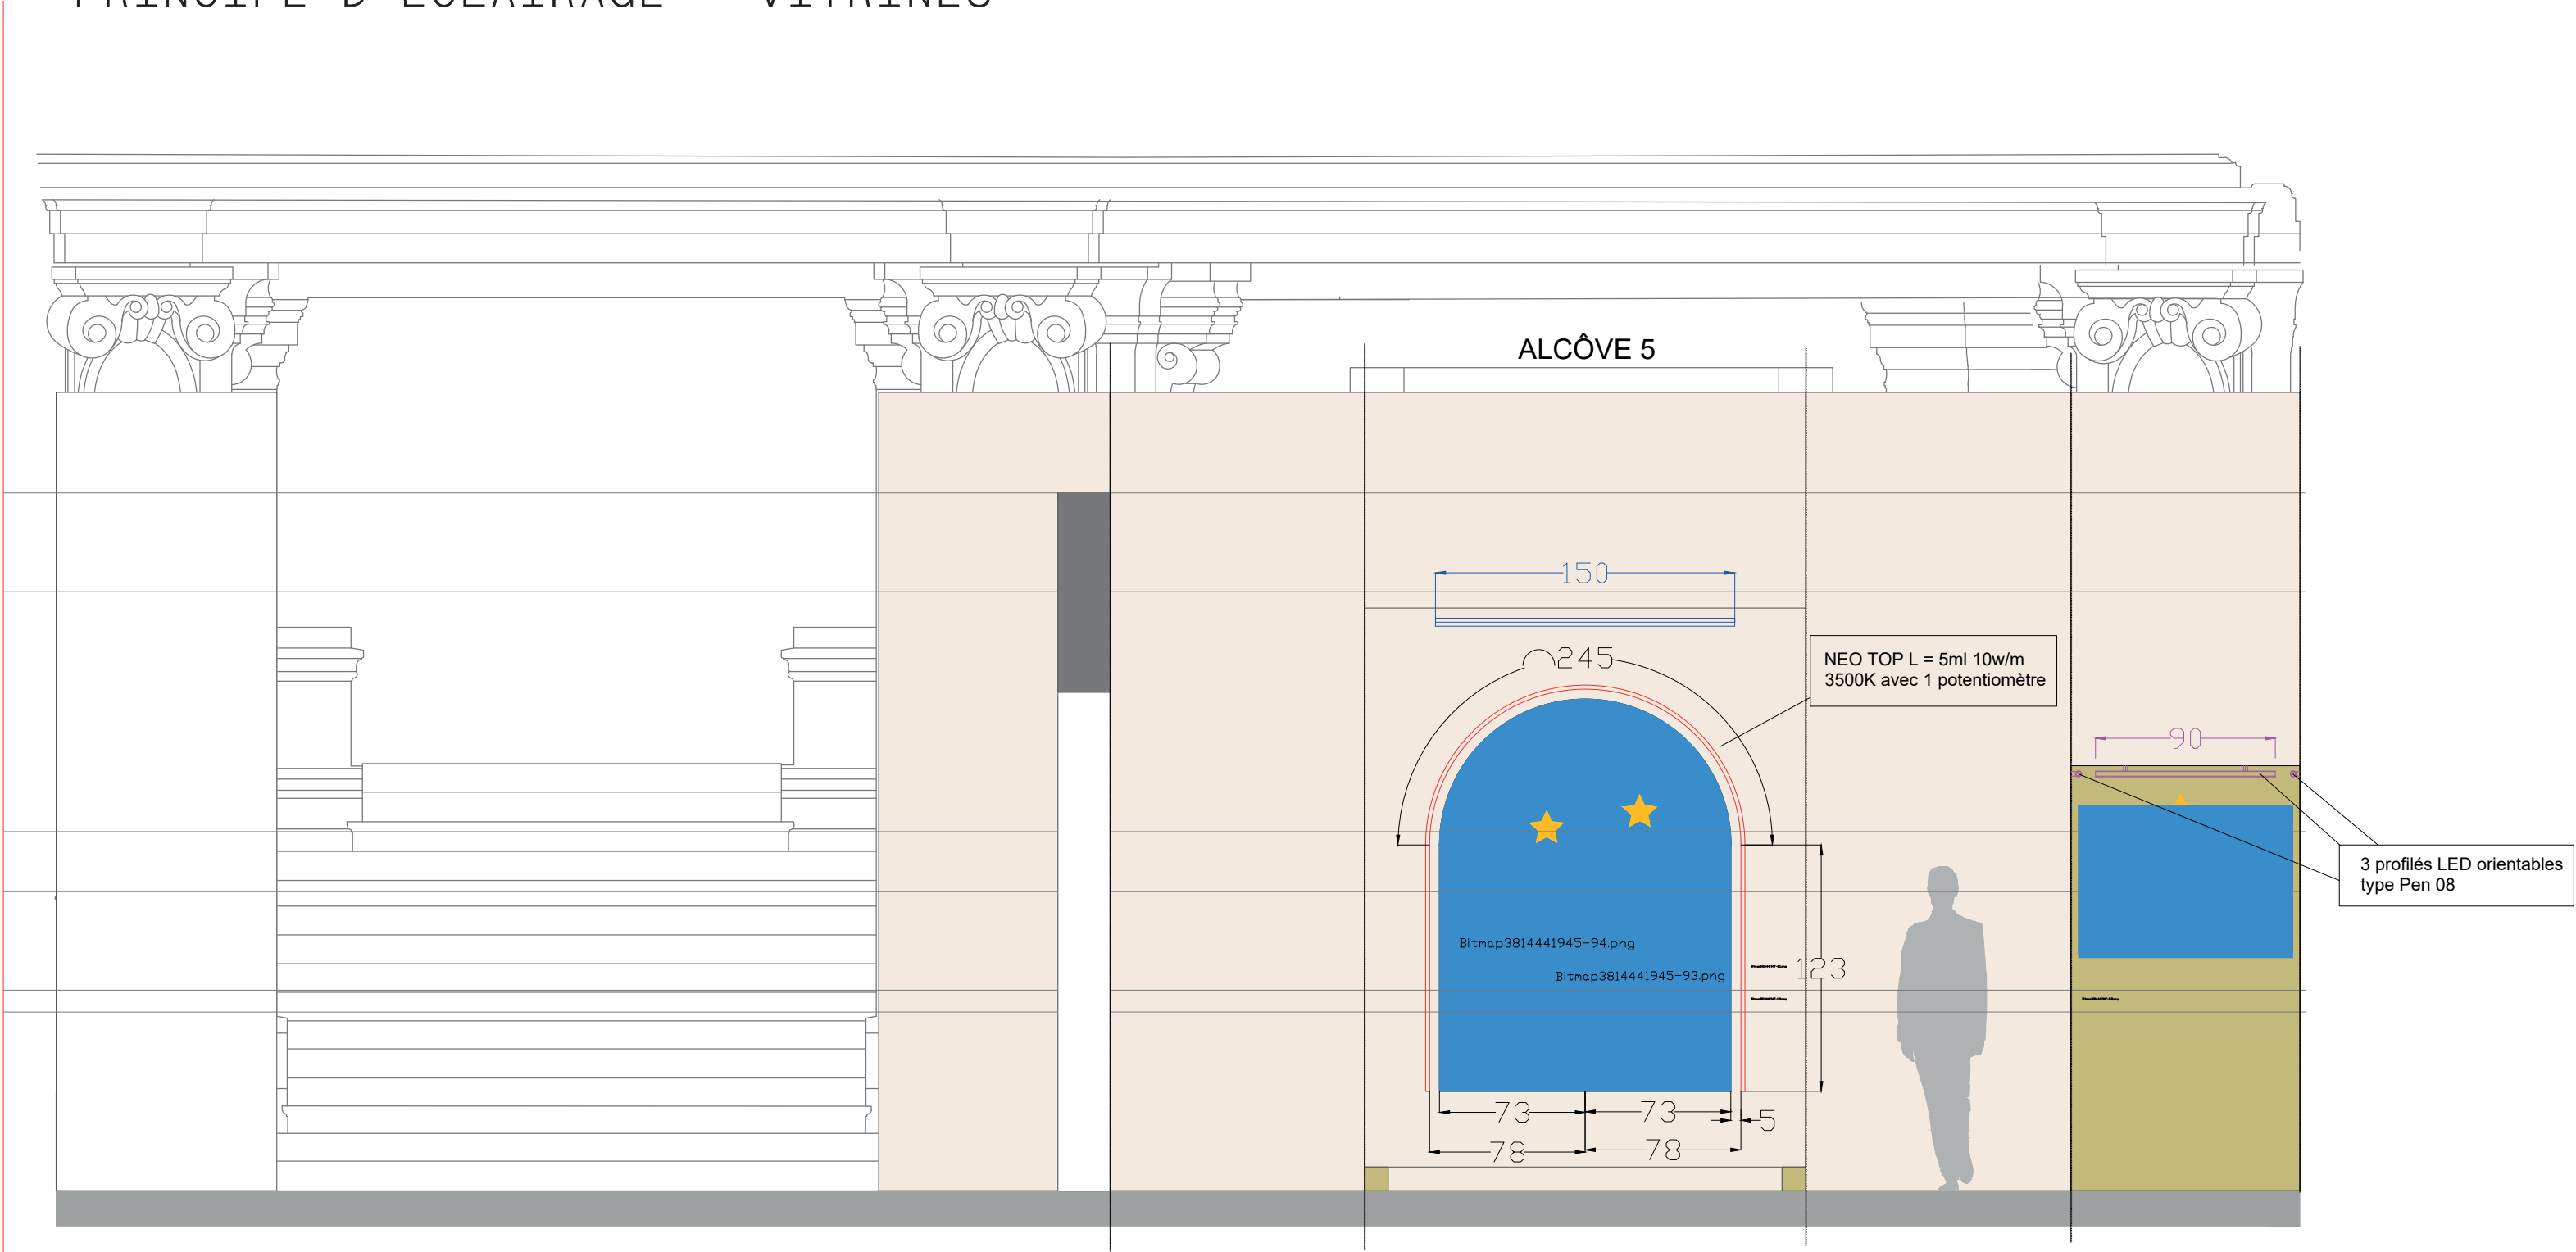 PRINCIPE D'ECLAIRAGE - VITRINES
ALCÔVE 5
150
245
NEO TOP L = 5ml 10w/m
3500K avec 1 potentiomètre
90
3 profilés LED orientables
type Pen 08
Bitmap3814441945-94.png
Bitmap3814441945-93.png
123
73
73
5
78
78